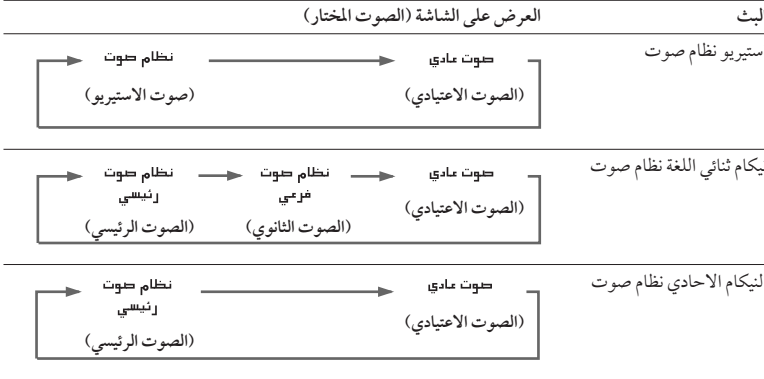 البث العرض على الشاشة (الصوت المختار)
ستيريو نظام صوت
صوت عادي نظام صوت
(الصوت الاعتيادي) (صوت الاستيريو)
يكام ثنائي اللغة نظام صوت
صوت عادي نظام صوت نظام صوت
فرعي رئيسي
(الصوت الاعتيادي) (الصوت الثانوي) (الصوت الرئيسي)
لنيكام الاحادي نظام صوت
صوت عادي نظام صوت
رئيسي
(الصوت الاعتيادي) (الصوت الرئيسي)